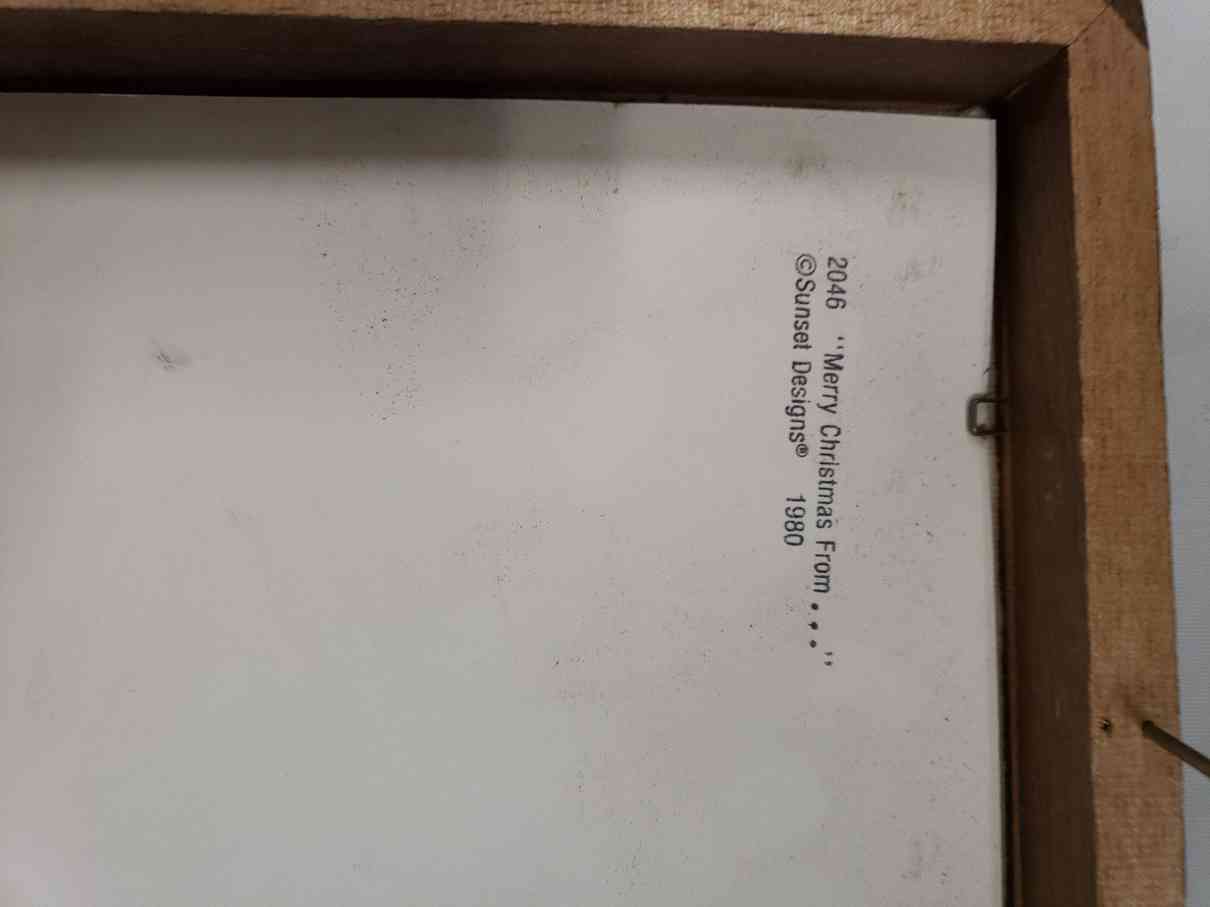 2046 "Merry Christmas From . . ."
©Sunset Designs® 1980